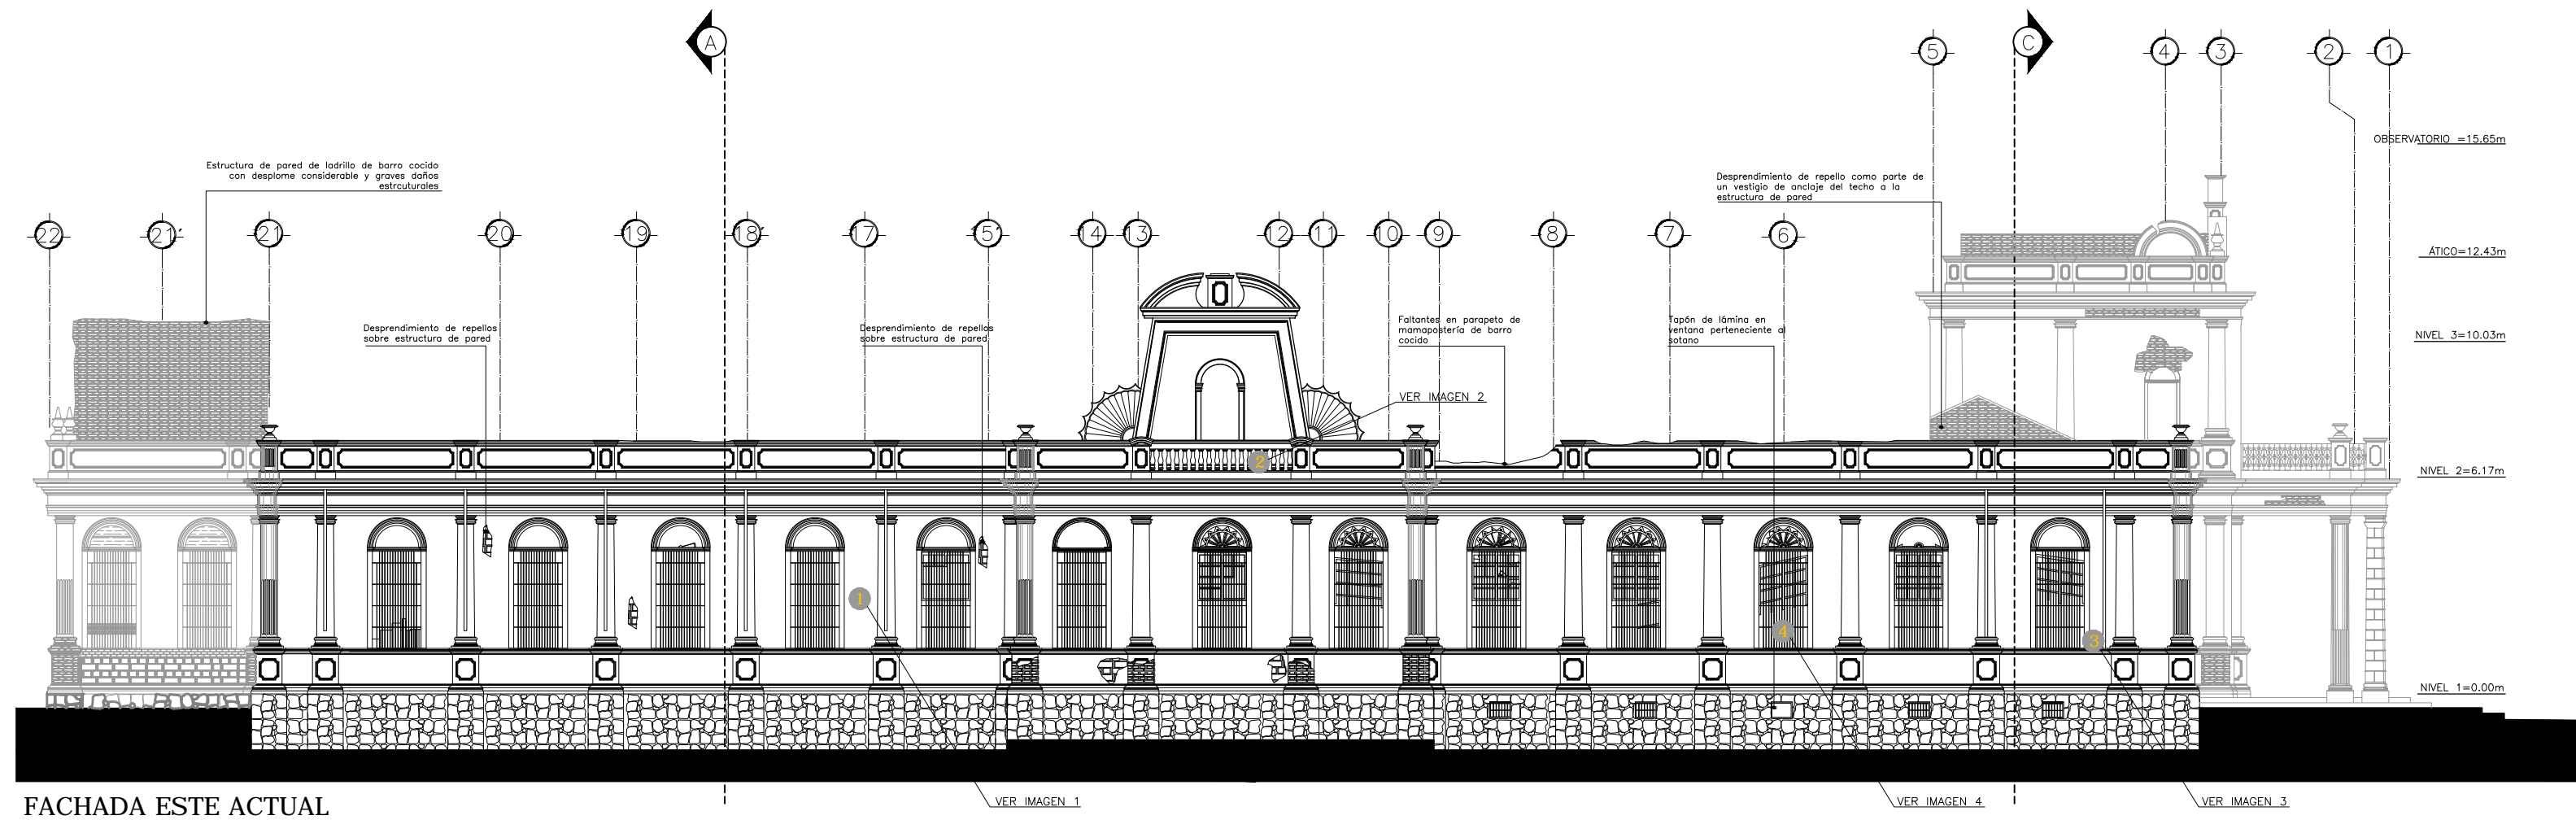 A
5
C
4
3
2
1
OBSERVATORIO =15.65m
Estructura de pared de ladrillo de barro cocido
con desplome considerable y graves daños
estrcuturales
Desprendimiento de repello como parte de
un vestigio de anclaje del techo a la
estructura de pared
22
21'
21
20
19
18'
17
15'
14
13
12
11
10
9
8
7
6
ÁTICO=12.43m
Desprendimiento de repellos
sobre estructura de pared
Desprendimiento de repellos
sobre estructura de pared
Faltantes en parapeto de
mamapostería de barro
cocido
Tapón de lámina en
ventana perteneciente al
sotano
NIVEL 3=10.03m
VER IMAGEN 2
2
NIVEL 2=6.17m
1
4
3
NIVEL 1=0.00m
VER IMAGEN 1
VER IMAGEN 4
VER IMAGEN 3
FACHADA ESTE ACTUAL